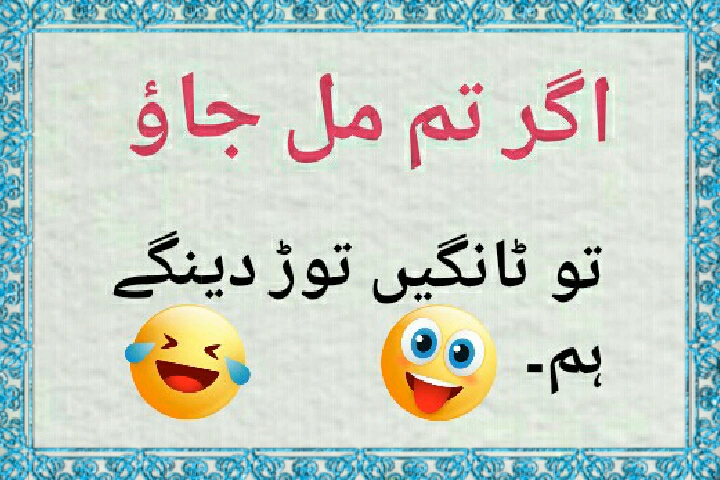 اگر تم مل جاؤ
تو ٹانگیں توڑ دینگے
ہم۔